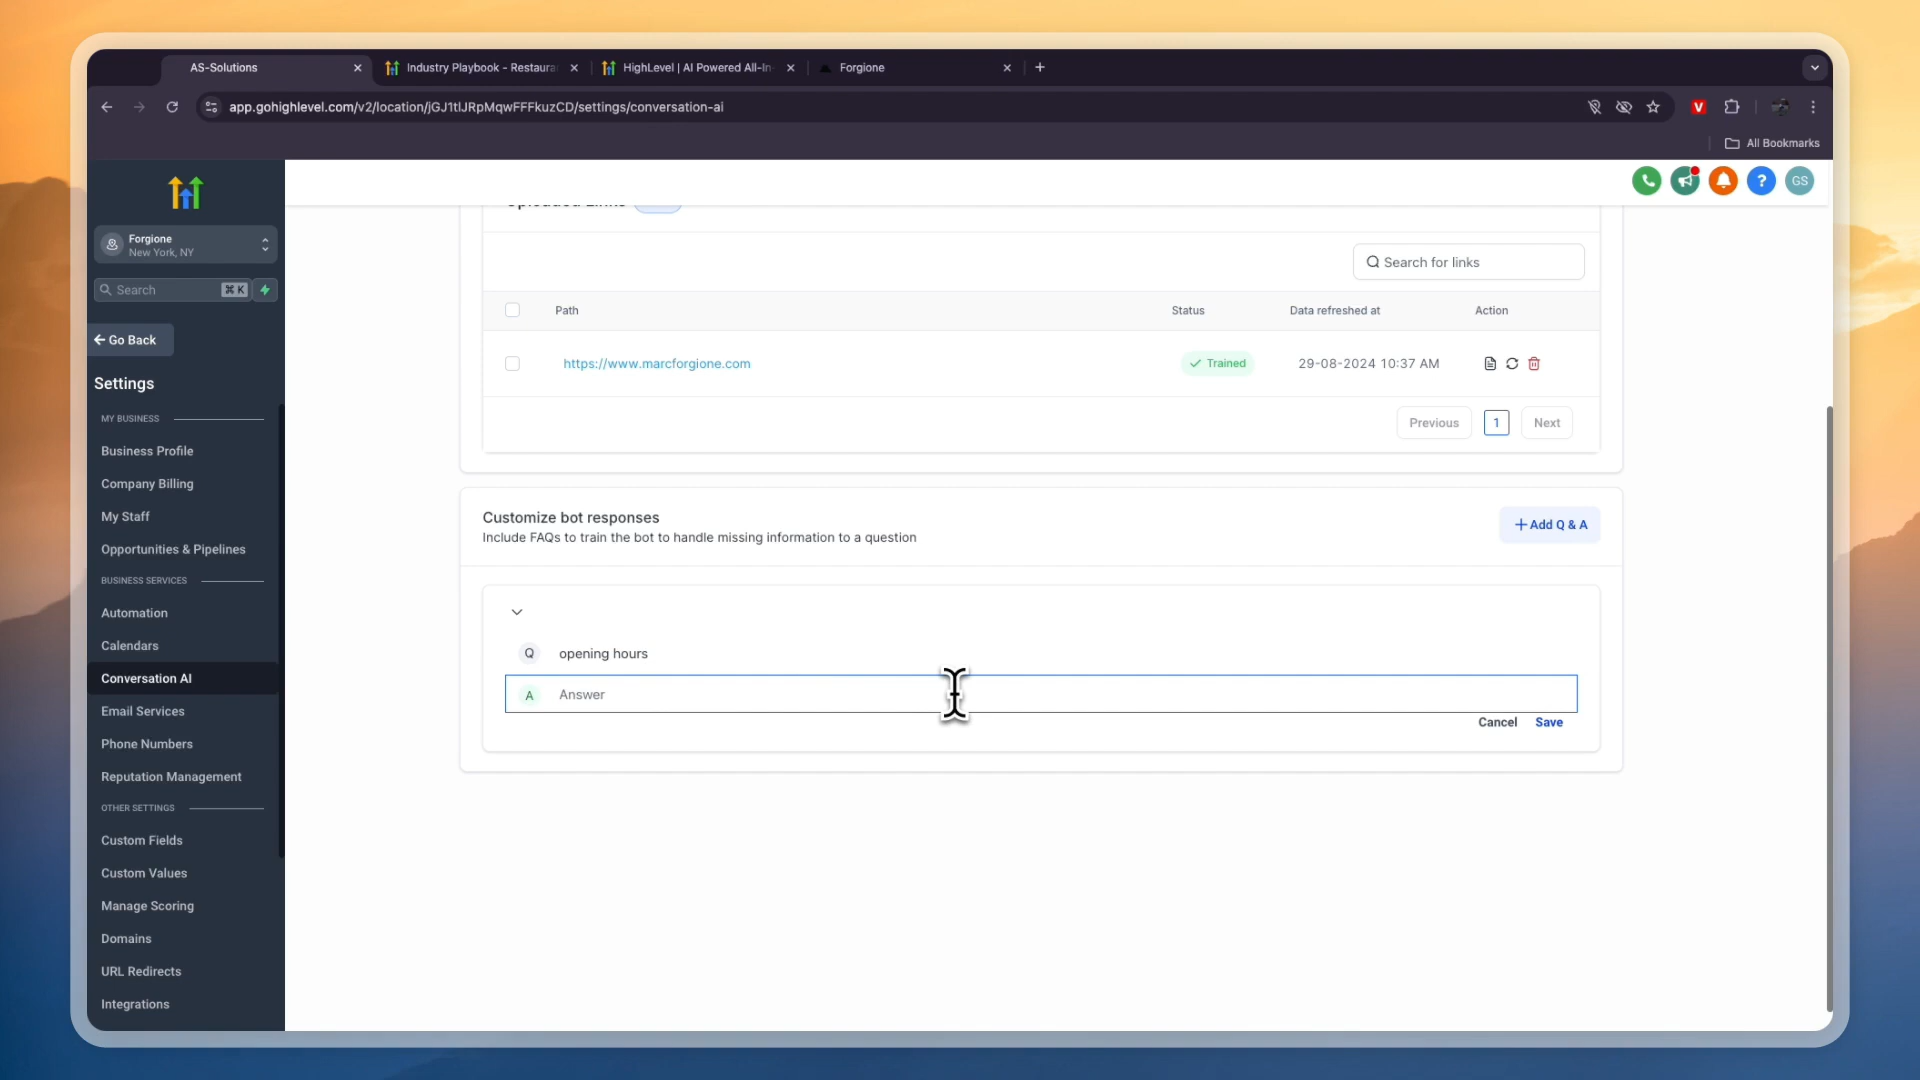 AS-Solutions
Industry Playbook - Restaura
HighLevel | AI Powered All-In-
Forgione
app.gohighlevel.com/v2/location/jGJ1tlJRpMqwFFFkuzCD/settings/conversation-ai
V
All Bookmarks
GS
Forgione
New York, NY
Search
⌘ K
Go Back
Settings
MY BUSINESS
Business Profile
Company Billing
My Staff
Opportunities & Pipelines
BUSINESS SERVICES
Automation
Calendars
Conversation AI
Email Services
Phone Numbers
Reputation Management
OTHER SETTINGS
Custom Fields
Custom Values
Manage Scoring
Domains
URL Redirects
Integrations
Uploaded Links
Search for links
Path
Status
Data refreshed at
Action
https://www.marcforgione.com
Trained
29-08-2024 10:37 AM
Previous
1
Next
Customize bot responses
Include FAQs to train the bot to handle missing information to a question
+ Add Q & A
Q opening hours
A Answer
Cancel
Save